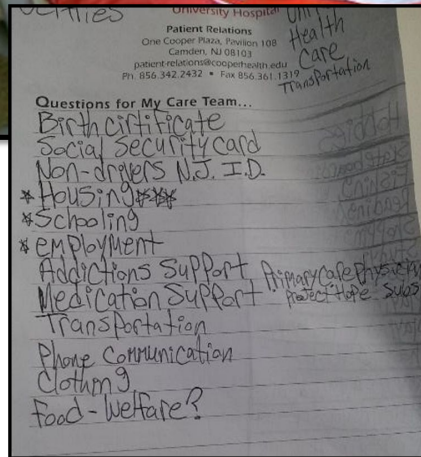 University Hospital
Patient Relations
One Cooper Plaza, Pavilion 108
Camden, NJ 08103
patient-relations@cooperhealth.edu
Ph. 856.342.2432 • Fax 856.361.1319
Health
Care
Transportation
Questions for My Care Team...
Birth cirtificate
Social Security card
Non-drivers N.J. I.D.
* Housing***
* Schooling
* employment
Addictions Support Primary care Physician
Medication Support Project Hope
Transportation
Phone Communication
Clothing
Food - Welfare?